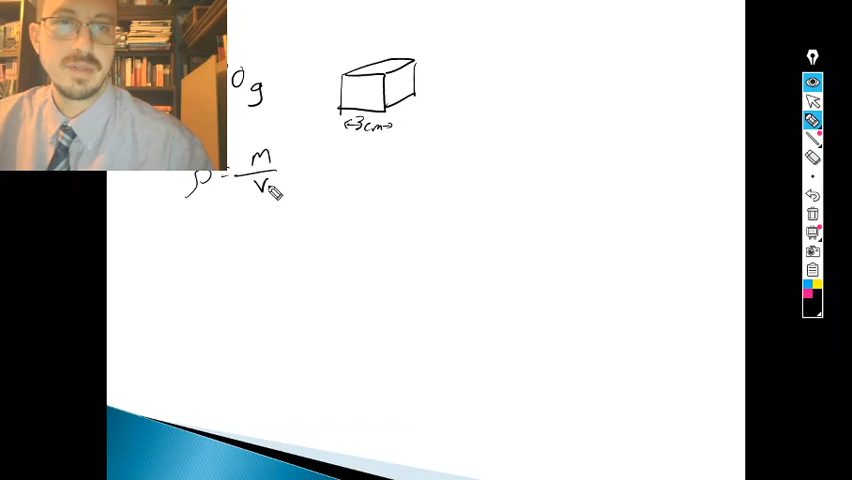 0g
3cm
ρ = m
v